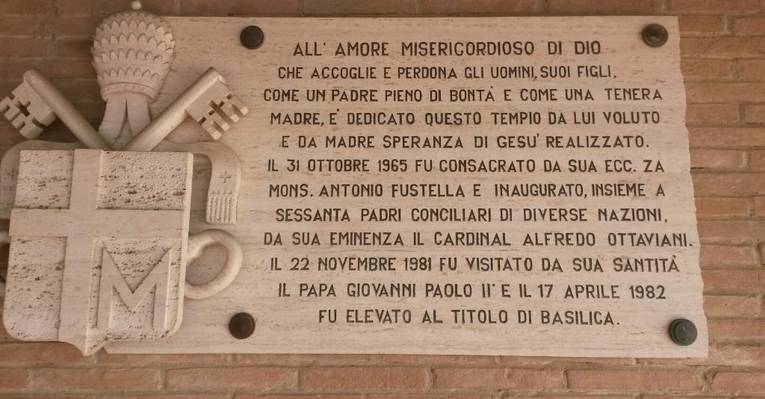 ALL' AMORE MISERICORDIOSO DI DIO
CHE ACCOGLIE E PERDONA GLI UOMINI, SUOI FIGLI,
COME UN PADRE PIENO DI BONTÀ E COME UNA TENERA
MADRE, E' DEDICATO QUESTO TEMPIO DA LUI VOLUTO
E DA MADRE SPERANZA DI GESU' REALIZZATO.
IL 31 OTTOBRE 1965 FU CONSACRATO DA SUA ECC. ZA
MONS. ANTONIO FUSTELLA E INAUGURATO, INSIEME A
SESSANTA PADRI CONCILIARI DI DIVERSE NAZIONI,
DA SUA EMINENZA IL CARDINAL ALFREDO OTTAVIANI.
IL 22 NOVEMBRE 1981 FU VISITATO DA SUA SANTITÀ
IL PAPA GIOVANNI PAOLO II° E IL 17 APRILE 1982
FU ELEVATO AL TITOLO DI BASILICA.
M